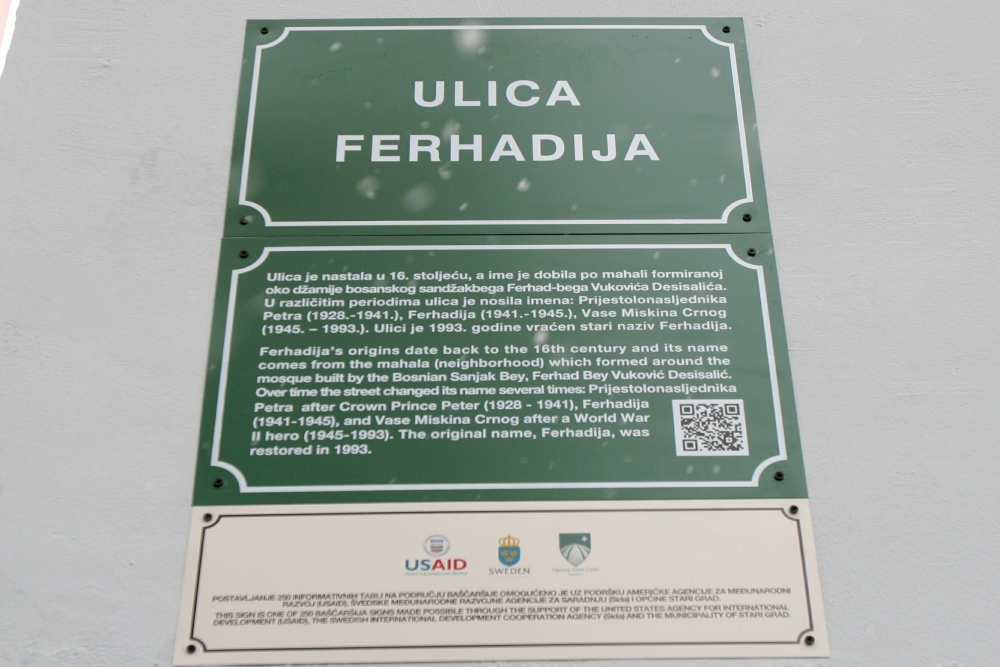 ULICA
FERHADIJA
Ulica je nastala u 16. stoljeću, a ime je dobila po mahali formiranoj
oko džamije bosanskog sandžakbega Ferhad-bega Vukovića Desisalića.
U različitim periodima ulica je nosila imena: Prijestolonasljednika
Petra (1928.-1941.), Ferhadija (1941.-1945.), Vase Miskina Crnog
(1945. – 1993.). Ulici je 1993. godine vraćen stari naziv Ferhadija.
Ferhadija's origins date back to the 16th century and its name
comes from the mahala (neighborhood) which formed around the
mosque built by the Bosnian Sanjak Bey, Ferhad Bey Vuković Desisalić.
Over time the street changed its name several times: Prijestolonasljednika
Petra after Crown Prince Peter (1928 - 1941), Ferhadija
(1941-1945), and Vase Miskina Crnog after a World War
II hero (1945-1993). The original name, Ferhadija, was
restored in 1993.
USAID
FROM THE AMERICAN PEOPLE
SWEDEN
Općina Stari Grad
POSTAVLJANJE 250 INFORMATIVNIH TABLI NA PODRUČJU BAŠČARŠIJE OMOGUĆENO JE UZ PODRŠKU AMERIČKE AGENCIJE ZA MEĐUNARODNI
RAZVOJ (USAID), ŠVEDSKE MEĐUNARODNE RAZVOJNE AGENCIJE ZA SARADNJU (Sida) I OPĆINE STARI GRAD.
THIS SIGN IS ONE OF 250 BAŠČARŠIJA SIGNS MADE POSSIBLE THROUGH THE SUPPORT OF THE UNITED STATES AGENCY FOR INTERNATIONAL
DEVELOPMENT (USAID), THE SWEDISH INTERNATIONAL DEVELOPMENT COOPERATION AGENCY (Sida) AND THE MUNICIPALITY OF STARI GRAD.